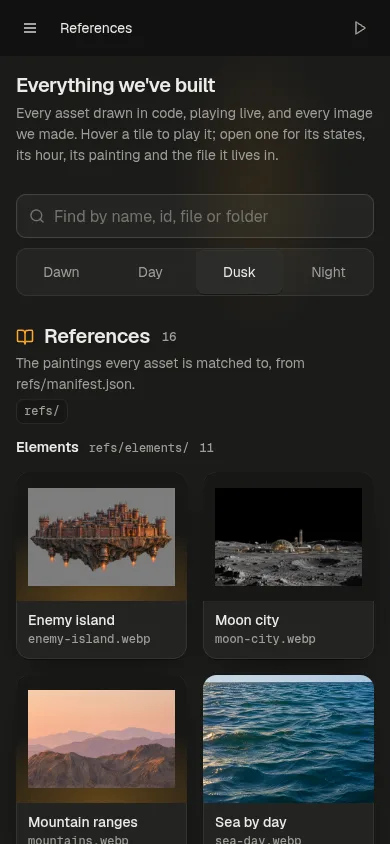 References
Everything we've built
Every asset drawn in code, playing live, and every image
we made. Hover a tile to play it; open one for its states,
its hour, its painting and the file it lives in.
Find by name, id, file or folder
Dawn Day Dusk Night
References 16
The paintings every asset is matched to, from
refs/manifest.json.
refs/
Elements refs/elements/ 11
Enemy island
enemy-island.webp
Moon city
moon-city.webp
Mountain ranges
mountains.webp
Sea by day
sea-day.webp